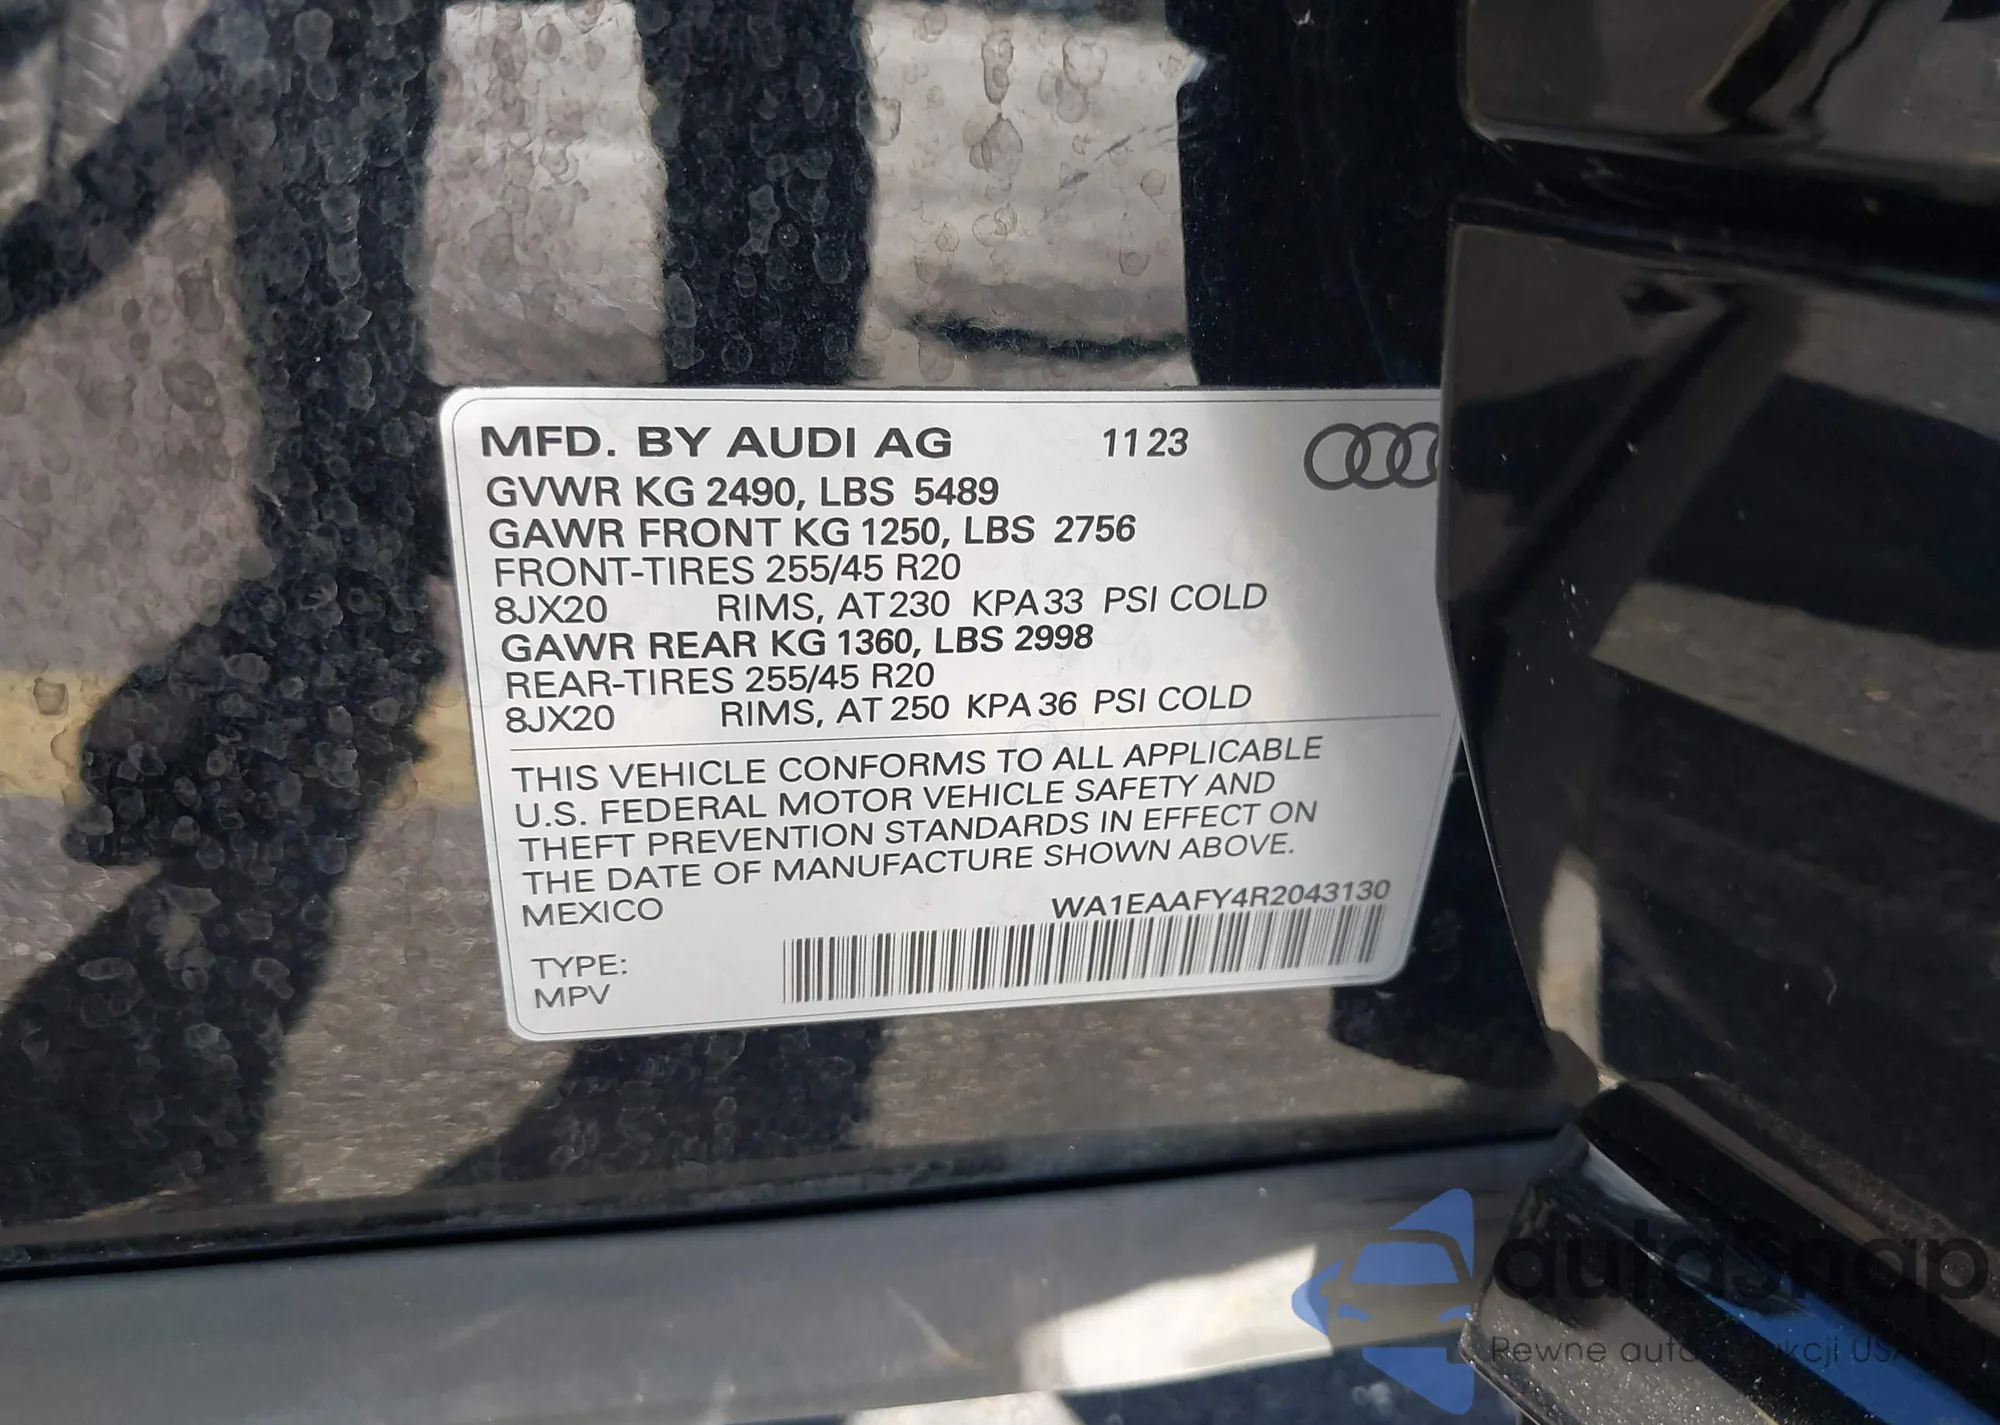 MFD. BY AUDI AG 11 23
GVWR KG 2490, LBS 5489
GAWR FRONT KG 1250, LBS 2756
FRONT-TIRES 255/45 R20
8JX20 RIMS, AT 230 KPA 33 PSI COLD
GAWR REAR KG 1360, LBS 2998
REAR-TIRES 255/45 R20
8JX20 RIMS, AT 250 KPA 36 PSI COLD
THIS VEHICLE CONFORMS TO ALL APPLICABLE
U.S. FEDERAL MOTOR VEHICLE SAFETY AND
THEFT PREVENTION STANDARDS IN EFFECT ON
THE DATE OF MANUFACTURE SHOWN ABOVE.
MEXICO WA1EAAFY4R2043130
TYPE:
MPV
autasnap
Pewne auta